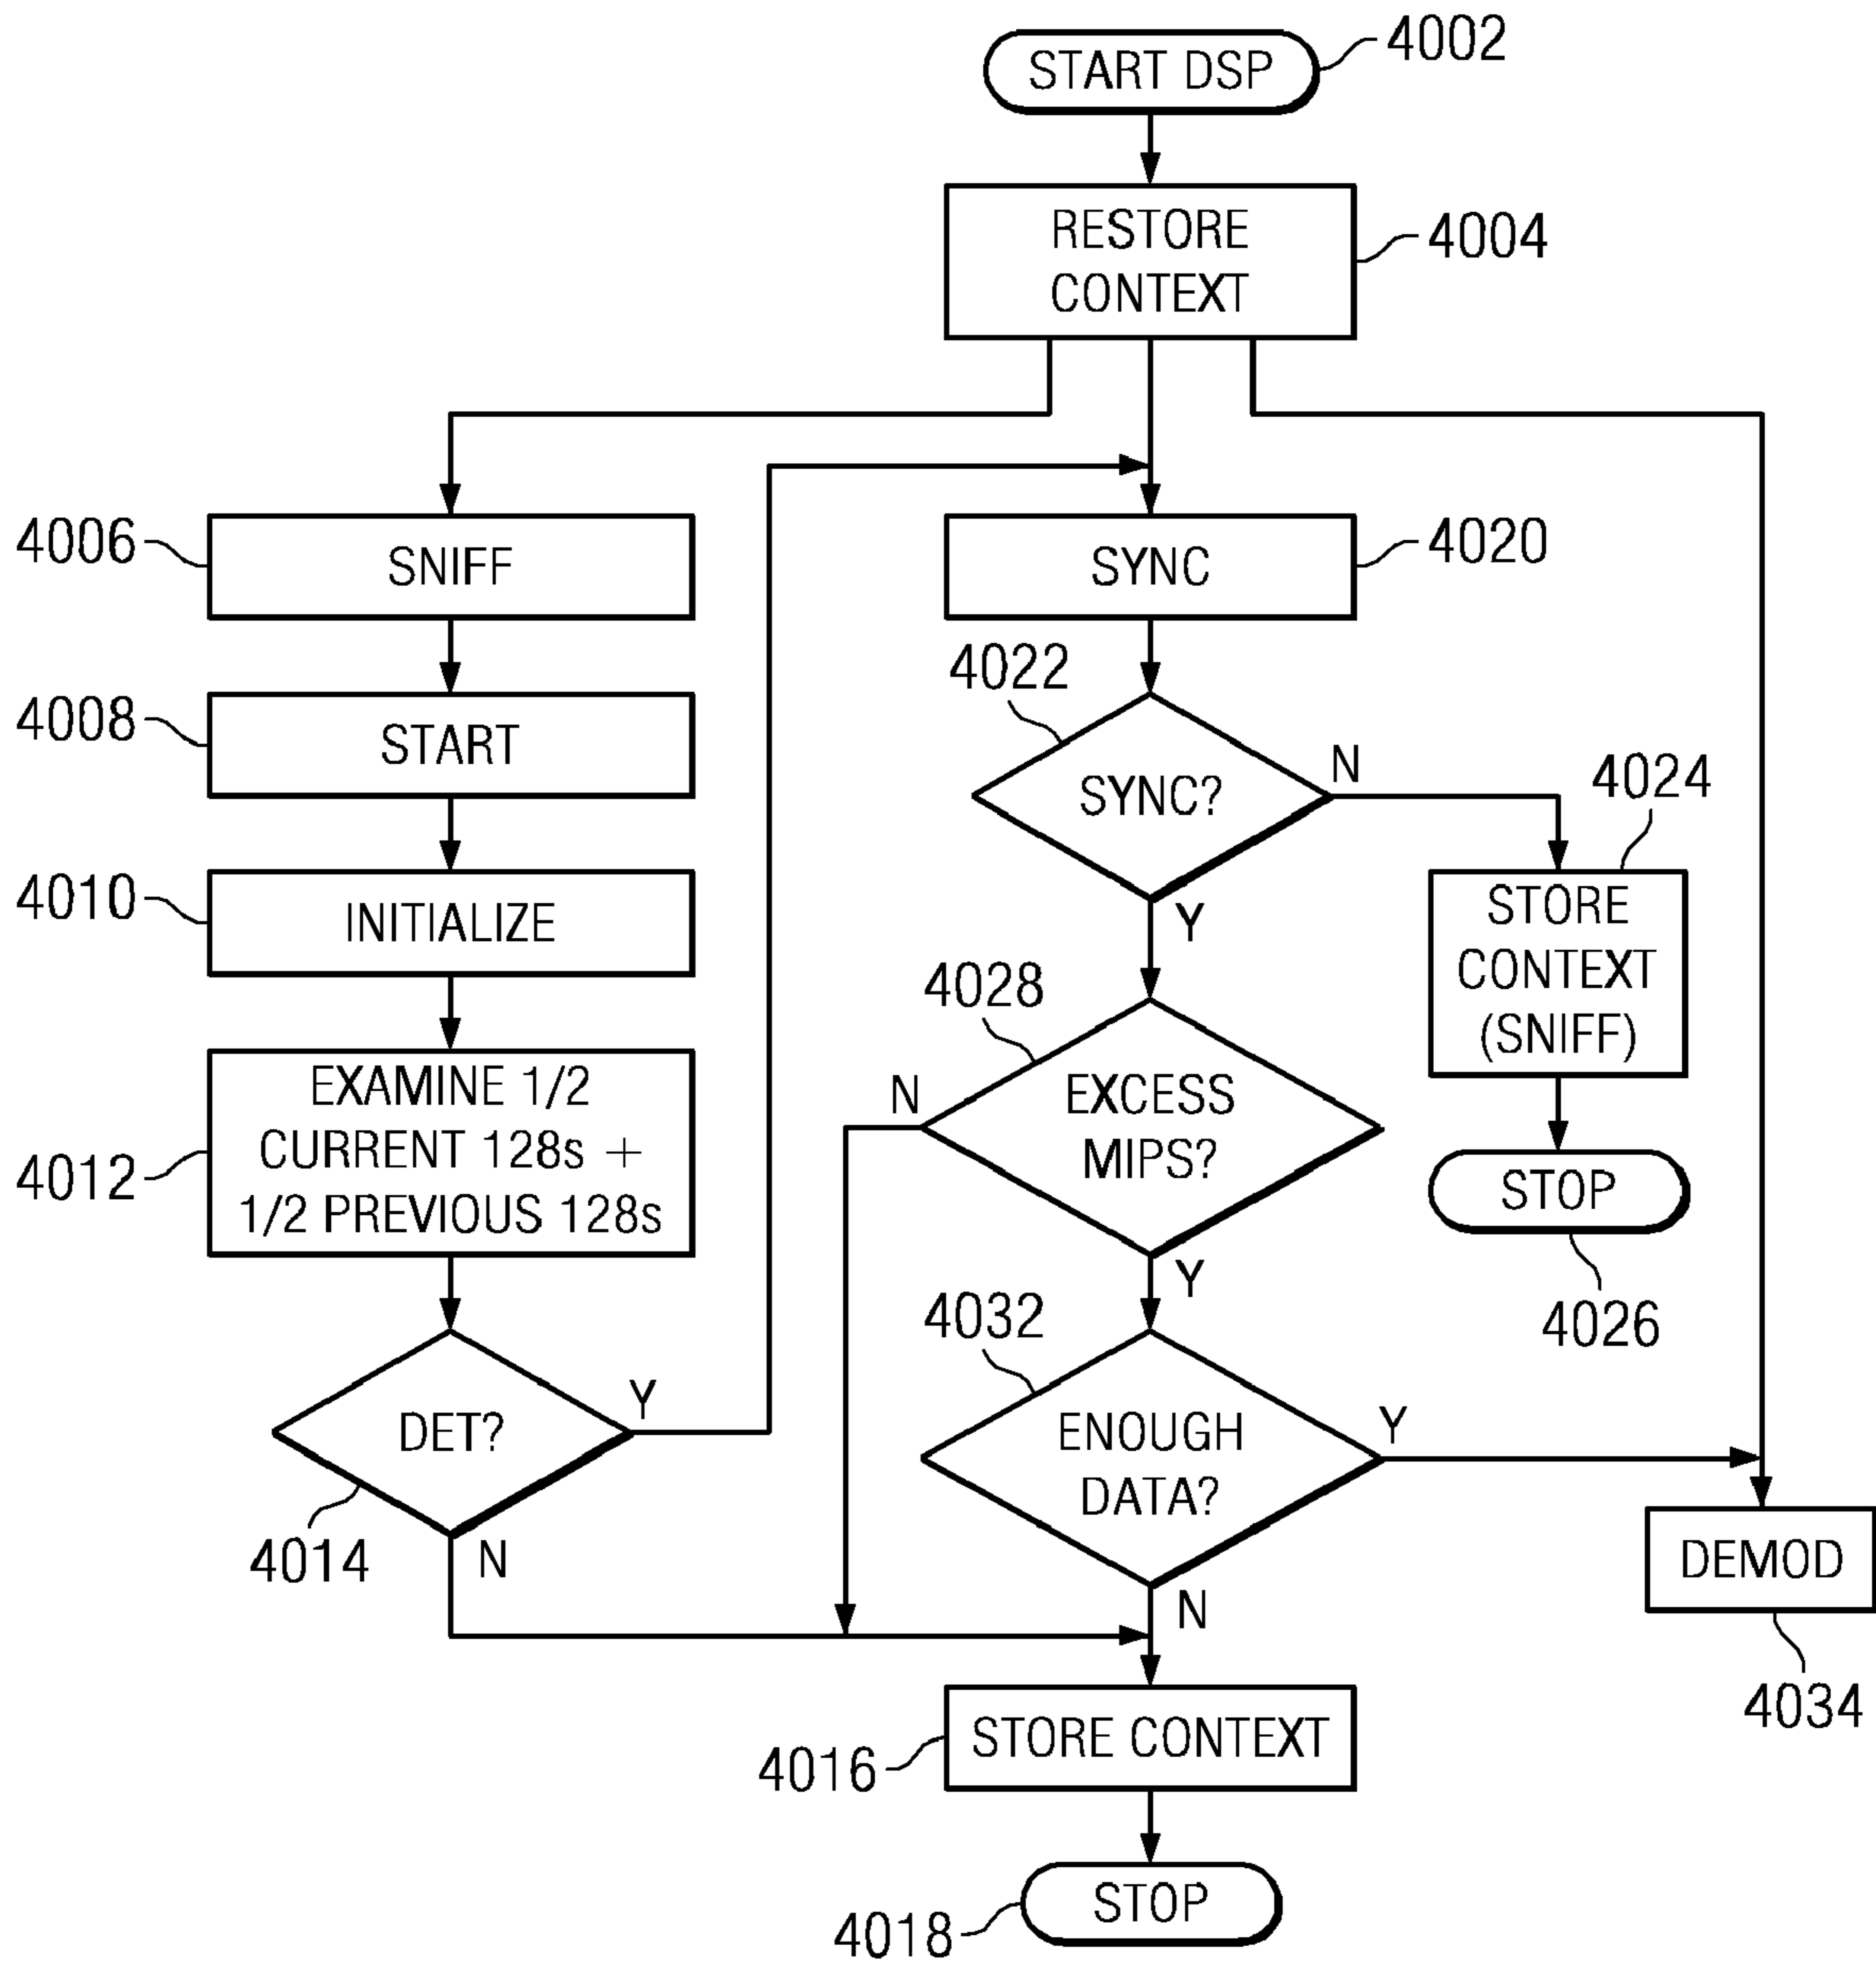 START DSP
4002
RESTORE
CONTEXT
4004
4006
SNIFF
SYNC
4020
4022
4008
START
SYNC?
N
4024
Y
4010
INITIALIZE
STORE
CONTEXT
(SNIFF)
4028
4012
EXAMINE 1/2
CURRENT 128s +
1/2 PREVIOUS 128s
N
EXCESS
MIPS?
STOP
4026
Y
4032
DET?
Y
ENOUGH
DATA?
Y
4014
N
N
DEMOD
4034
4016
STORE CONTEXT
STOP
4018